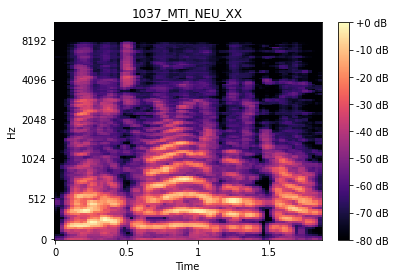 1037_MTI_NEU_XX
8192
4096
2048
1024
512
0
Hz
0
0.5
1
1.5
Time
+0 dB
-10 dB
-20 dB
-30 dB
-40 dB
-50 dB
-60 dB
-70 dB
-80 dB